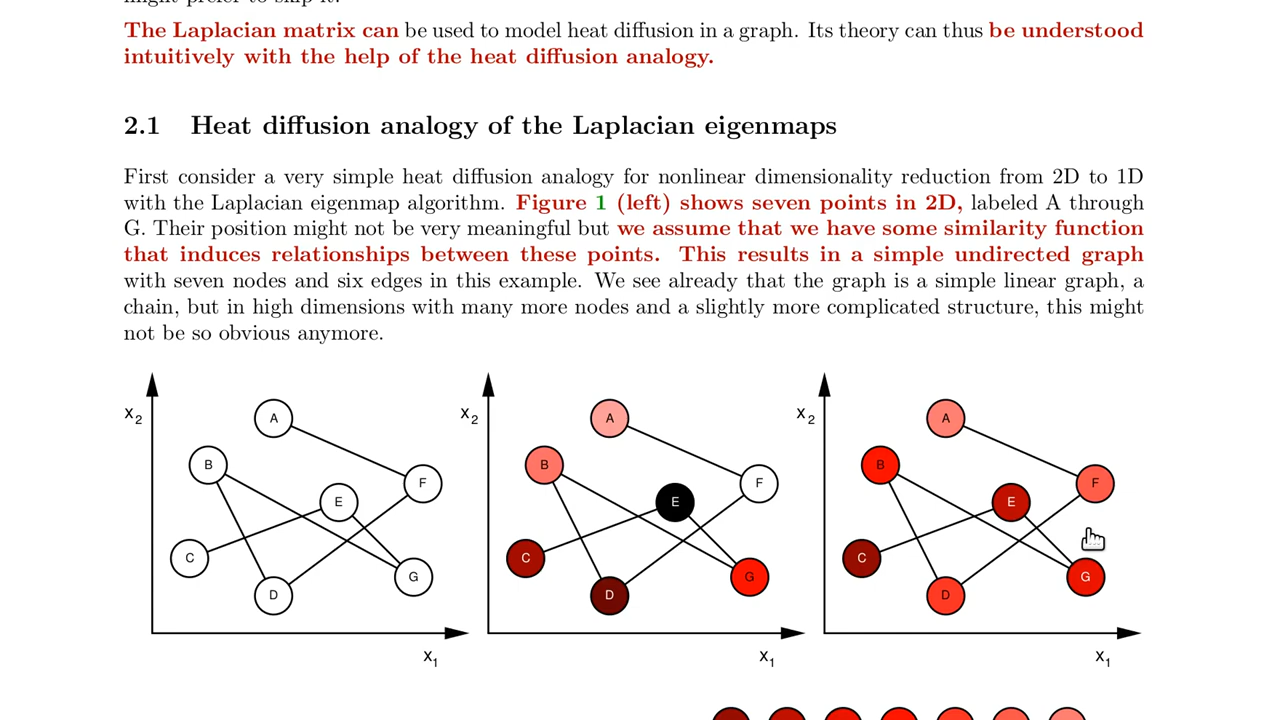 might prefer to skip it.
The Laplacian matrix can be used to model heat diffusion in a graph. Its theory can thus be understood
intuitively with the help of the heat diffusion analogy.
2.1 Heat diffusion analogy of the Laplacian eigenmaps
First consider a very simple heat diffusion analogy for nonlinear dimensionality reduction from 2D to 1D
with the Laplacian eigenmap algorithm. Figure 1 (left) shows seven points in 2D, labeled A through
G. Their position might not be very meaningful but we assume that we have some similarity function
that induces relationships between these points. This results in a simple undirected graph
with seven nodes and six edges in this example. We see already that the graph is a simple linear graph, a
chain, but in high dimensions with many more nodes and a slightly more complicated structure, this might
not be so obvious anymore.
x2
A
B
F
E
C
G
D
x1
x2
A
B
F
E
C
G
D
x1
x2
A
B
F
E
C
G
D
x1